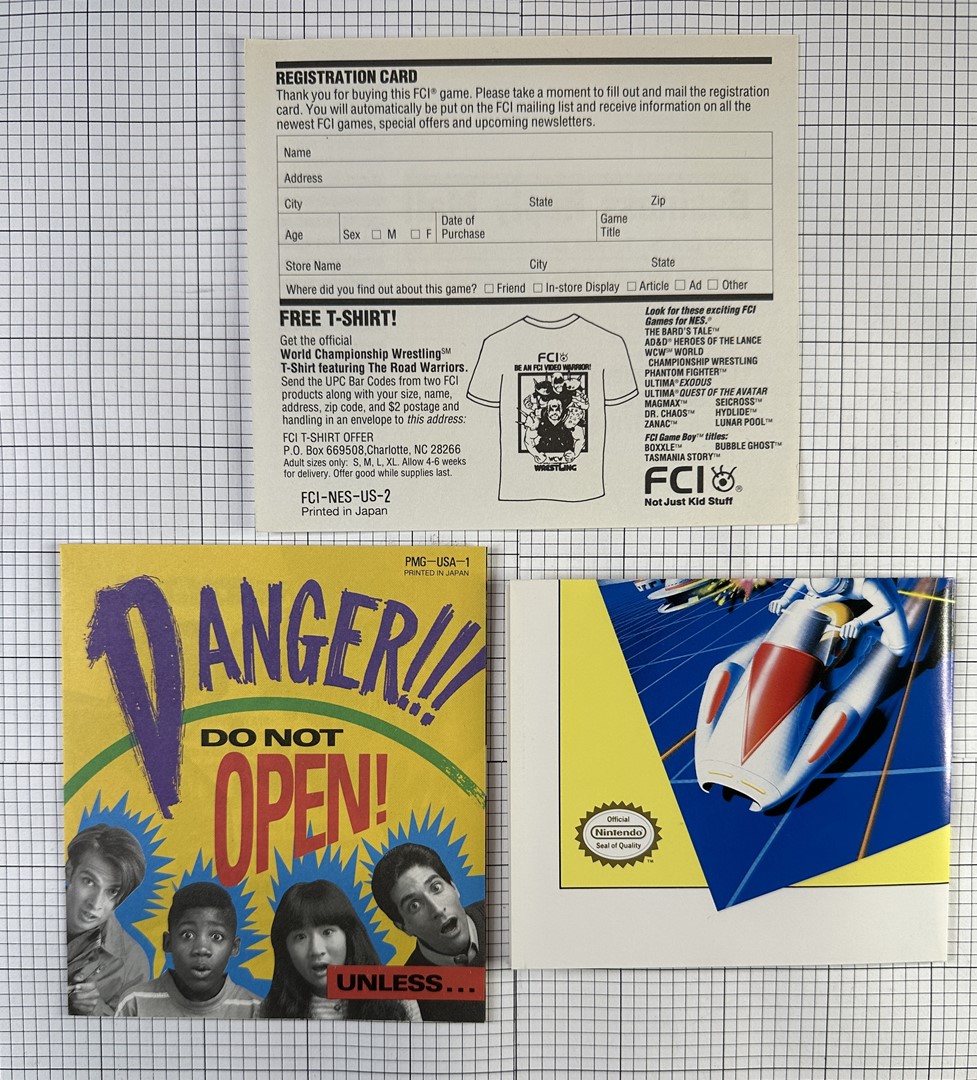 REGISTRATION CARD
Thank you for buying this FCI® game. Please take a moment to fill out and mail the registration
card. You will automatically be put on the FCI mailing list and receive information on all the
newest FCI games, special offers and upcoming newsletters.
Name
Address
City State Zip
Age Sex □ M □ F Date of Purchase Game Title
Store Name City State
Where did you find out about this game? □ Friend □ In-store Display □ Article □ Ad □ Other
FREE T-SHIRT!
Get the official
World Championship Wrestling℠
T-Shirt featuring The Road Warriors.
Send the UPC Bar Codes from two FCI
products along with your size, name,
address, zip code, and $2 postage and
handling in an envelope to this address:
FCI T-SHIRT OFFER
P.O. Box 669508,Charlotte, NC 28266
Adult sizes only: S, M, L, XL. Allow 4-6 weeks
for delivery. Offer good while supplies last.
FCI-NES-US-2
Printed in Japan
FCI
BE AN FCI VIDEO WARRIOR!
WCW
WRESTLING
Look for these exciting FCI
Games for NES.®
THE BARD'S TALE™
AD&D® HEROES OF THE LANCE
WCW℠ WORLD
CHAMPIONSHIP WRESTLING
PHANTOM FIGHTER™
ULTIMA® EXODUS
ULTIMA® QUEST OF THE AVATAR
MAGMAX™ SEICROSS™
DR. CHAOS™ HYDLIDE™
ZANAC™ LUNAR POOL™
FCI Game Boy™ titles:
BOXXLE™ BUBBLE GHOST™
TASMANIA STORY™
FCI®
Not Just Kid Stuff
PMG-USA-1
PRINTED IN JAPAN
DANGER!!!
DO NOT
OPEN!
UNLESS...
Official
Nintendo
Seal of Quality
™